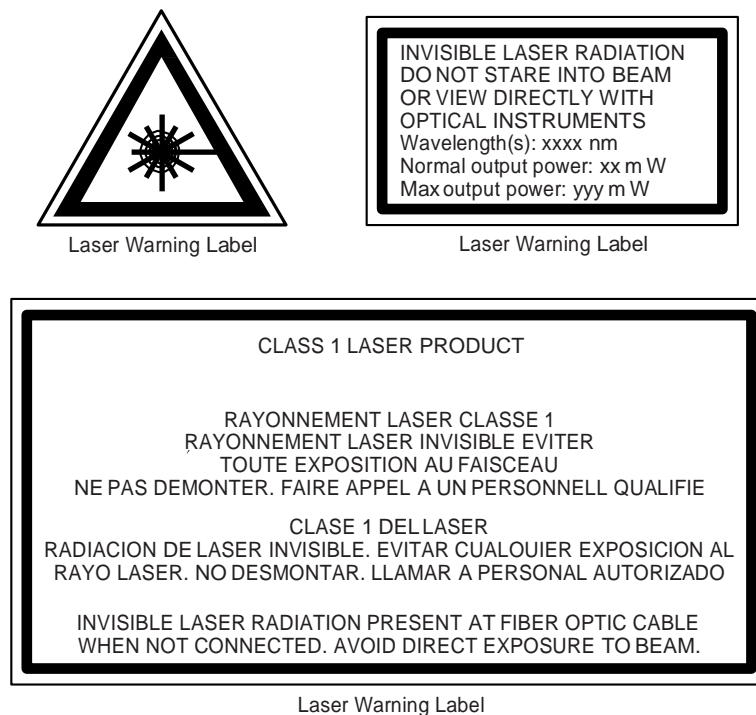 Laser Warning Label
INVISIBLE LASER RADIATION
DO NOT STARE INTO BEAM
OR VIEW DIRECTLY WITH
OPTICAL INSTRUMENTS
Wavelength(s): xxxx nm
Normal output power: xx m W
Max output power: yyy m W
Laser Warning Label
CLASS 1 LASER PRODUCT
RAYONNEMENT LASER CLASSE 1
RAYONNEMENT LASER INVISIBLE EVITER
TOUTE EXPOSITION AU FAISCEAU
NE PAS DEMONTER. FAIRE APPEL A UN PERSONNELL QUALIFIE
CLASE 1 DEL LASER
RADIACION DE LASER INVISIBLE. EVITAR CUALOUIER EXPOSICION AL
RAYO LASER. NO DESMONTAR. LLAMAR A PERSONAL AUTORIZADO
INVISIBLE LASER RADIATION PRESENT AT FIBER OPTIC CABLE
WHEN NOT CONNECTED. AVOID DIRECT EXPOSURE TO BEAM.
Laser Warning Label